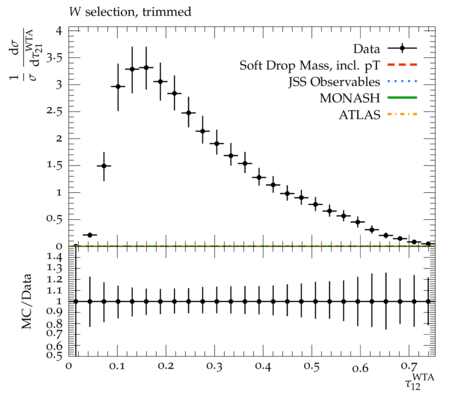 W selection, trimmed
1/σ dσ/dτ₂₁^WTA
Data
Soft Drop Mass, incl. pT
JSS Observables
MONASH
ATLAS
4
3.5
3
2.5
2
1.5
1
0.5
0
MC/Data
1.4
1.3
1.2
1.1
1
0.9
0.8
0.7
0.6
0.5
0 0.1 0.2 0.3 0.4 0.5 0.6 0.7
τ₁₂^WTA